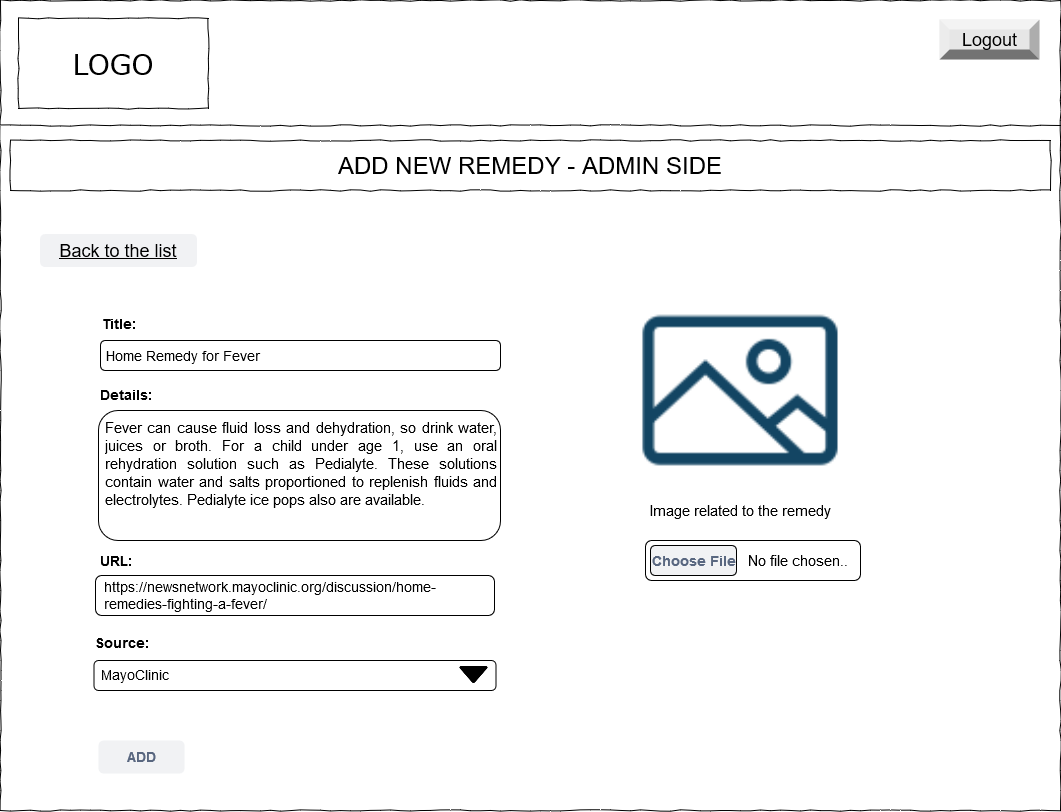 LOGO
Logout
ADD NEW REMEDY - ADMIN SIDE
Back to the list
Title:
Home Remedy for Fever
Details:
Fever can cause fluid loss and dehydration, so drink water,
juices or broth. For a child under age 1, use an oral
rehydration solution such as Pedialyte. These solutions
contain water and salts proportioned to replenish fluids and
electrolytes. Pedialyte ice pops also are available.
URL:
https://newsnetwork.mayoclinic.org/discussion/home-
remedies-fighting-a-fever/
Source:
MayoClinic
ADD
Image related to the remedy
Choose File No file chosen..